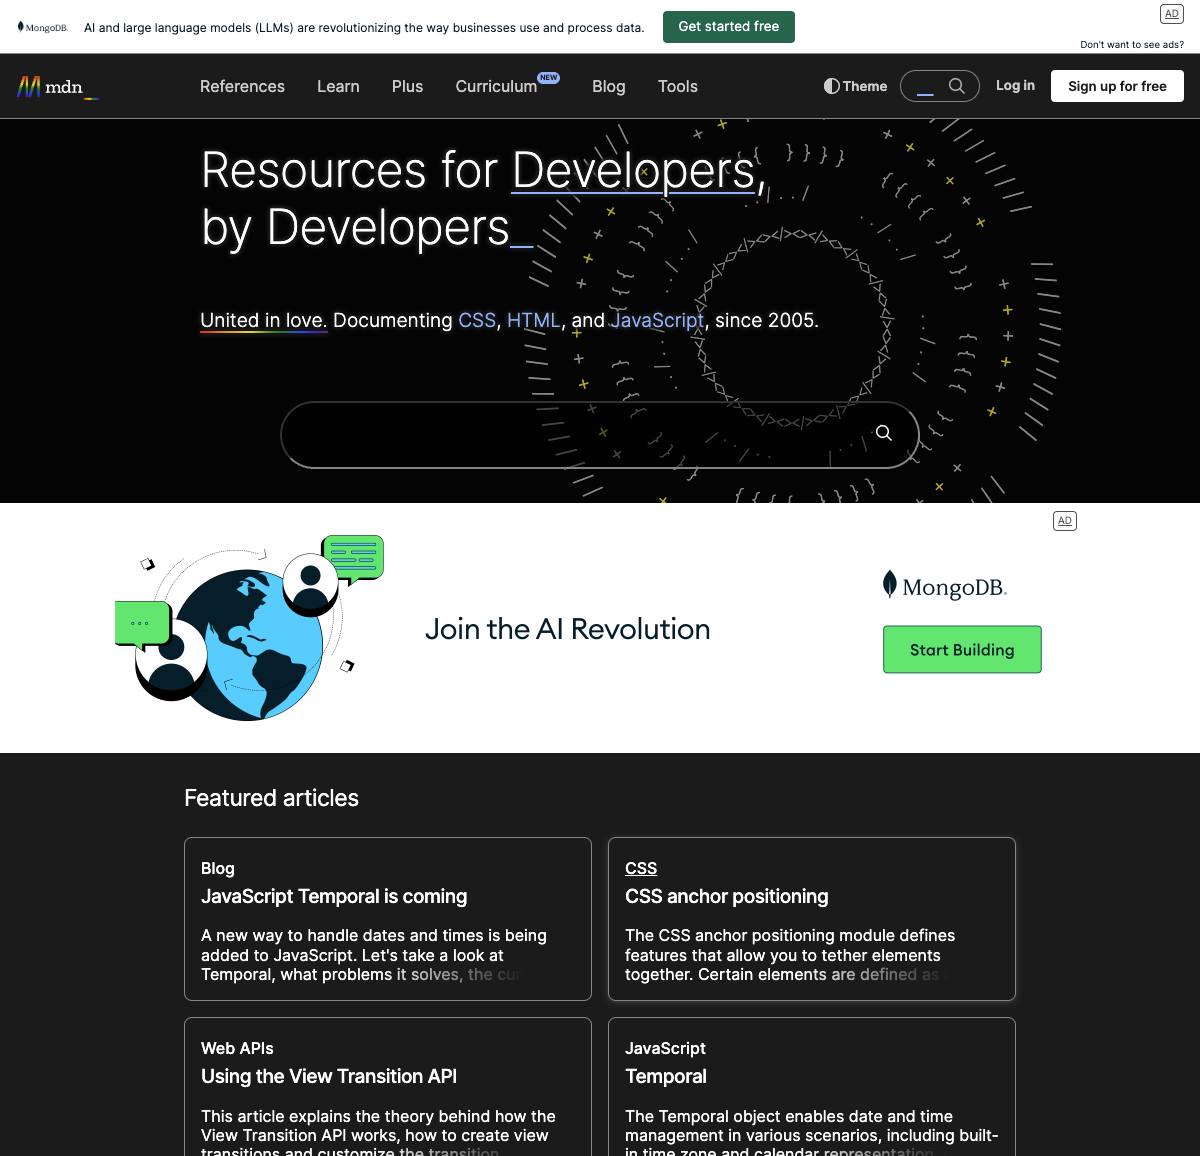 MongoDB.
AI and large language models (LLMs) are revolutionizing the way businesses use and process data.
Get started free
AD
Don't want to see ads?
mdn_
References
Learn
Plus
Curriculum NEW
Blog
Tools
Theme
Log in
Sign up for free
Resources for Developers,
by Developers_
United in love. Documenting CSS, HTML, and JavaScript, since 2005.
AD
Join the AI Revolution
MongoDB.
Start Building
Featured articles
Blog
JavaScript Temporal is coming
A new way to handle dates and times is being
added to JavaScript. Let's take a look at
Temporal, what problems it solves, the cur
CSS
CSS anchor positioning
The CSS anchor positioning module defines
features that allow you to tether elements
together. Certain elements are defined as
Web APIs
Using the View Transition API
This article explains the theory behind how the
View Transition API works, how to create view
transitions and customize the transition
JavaScript
Temporal
The Temporal object enables date and time
management in various scenarios, including built-
in time zone and calendar representation,